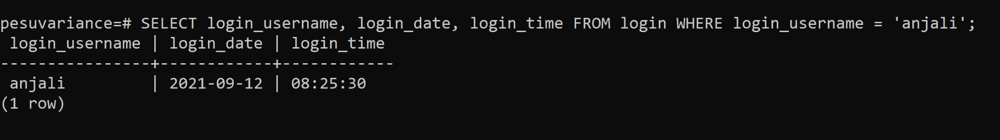 pesuvariance=# SELECT login_username, login_date, login_time FROM login WHERE login_username = 'anjali';
 login_username | login_date | login_time
----------------+------------+------------
 anjali         | 2021-09-12 | 08:25:30
(1 row)